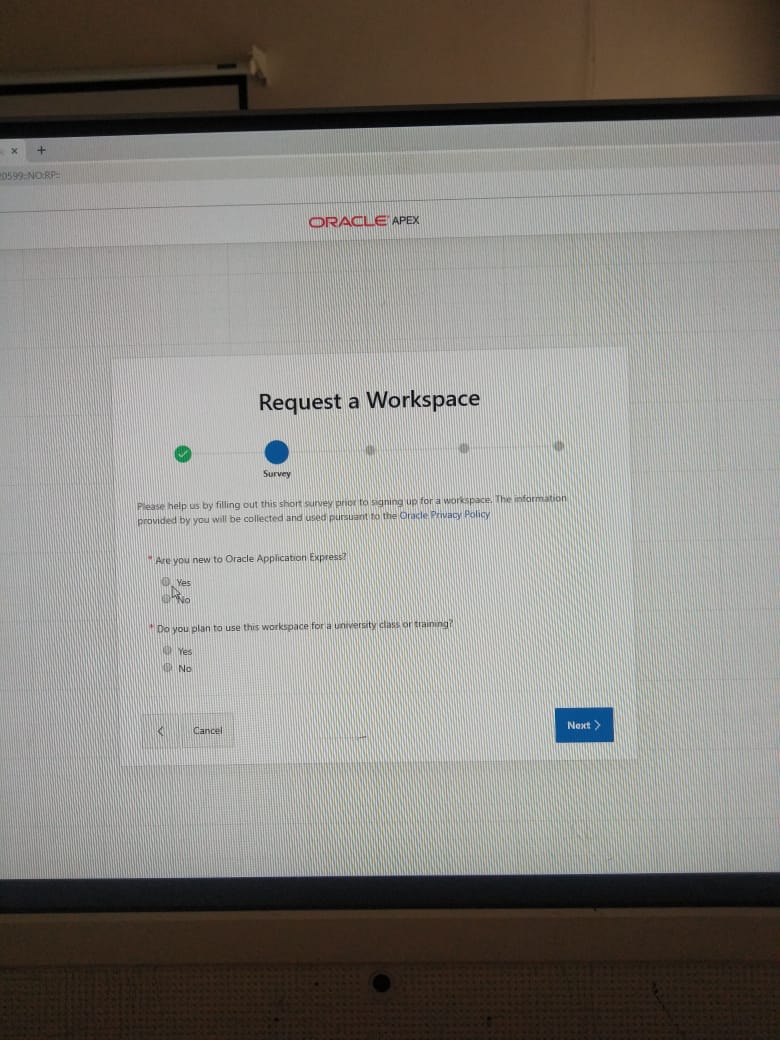 × +
20599::NO:RP::
ORACLE APEX
Request a Workspace
Survey
Please help us by filling out this short survey prior to signing up for a workspace. The information
provided by you will be collected and used pursuant to the Oracle Privacy Policy
* Are you new to Oracle Application Express?
Yes
No
* Do you plan to use this workspace for a university class or training?
Yes
No
< Cancel Next >